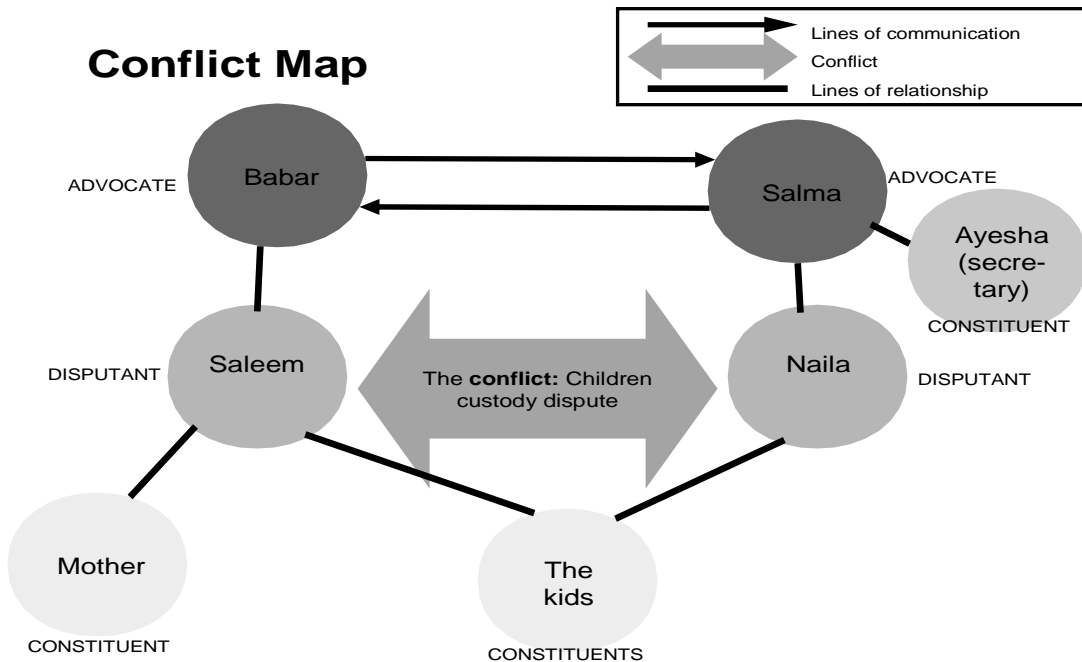 Conflict Map
Lines of communication
Conflict
Lines of relationship
Babar
ADVOCATE
Salma
ADVOCATE
Ayesha
(secre-
tary)
CONSTITUENT
Saleem
DISPUTANT
The conflict: Children
custody dispute
Naila
DISPUTANT
Mother
CONSTITUENT
The
kids
CONSTITUENTS